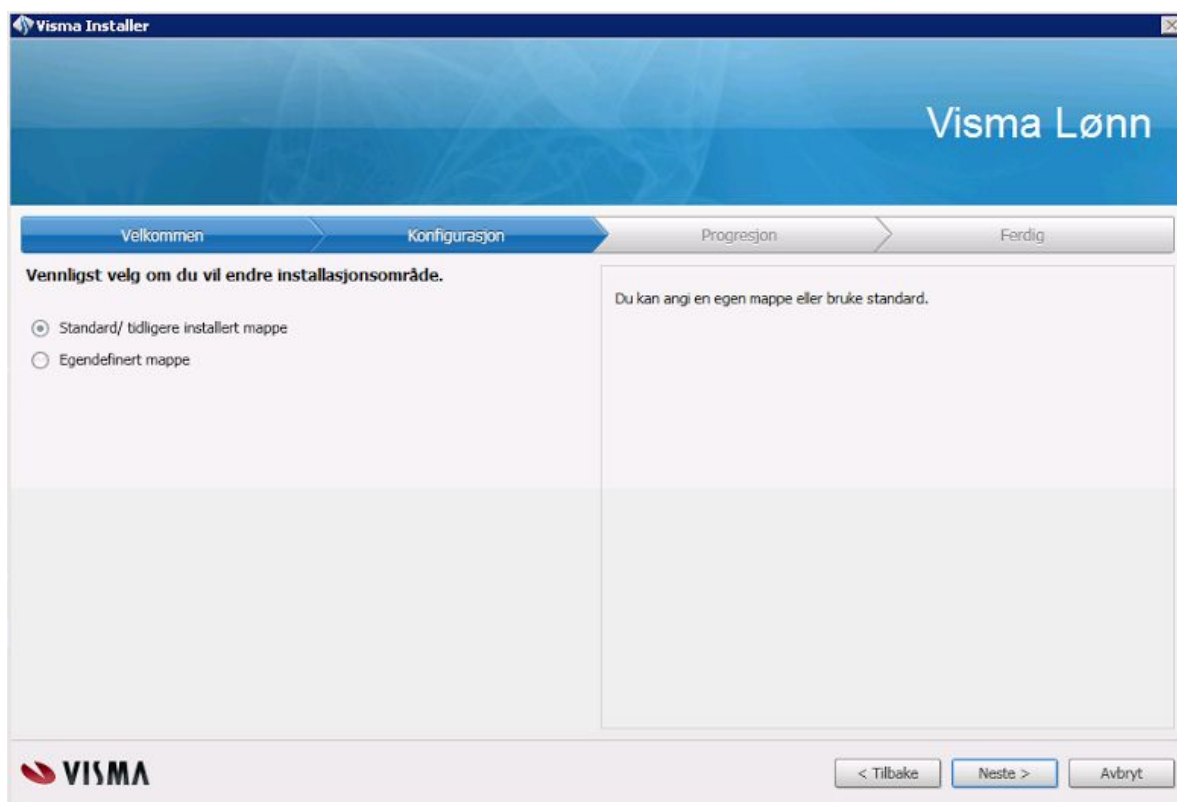 Visma Installer
Visma Lønn
Velkommen
Konfigurasjon
Progresjon
Ferdig
Vennligst velg om du vil endre installasjonsområde.
Standard/ tidligere installert mappe
Egendefinert mappe
Du kan angi en egen mappe eller bruke standard.
VISMA
< Tilbake
Neste >
Avbryt